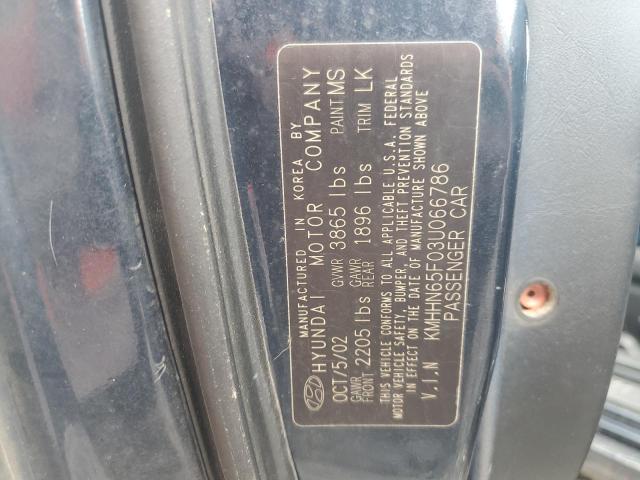 MANUFACTURED IN KOREA BY
HYUNDAI MOTOR COMPANY
OCT/5/02 GVWR 3865 lbs PAINT MS
GAWR FRONT 2205 lbs GAWR REAR 1896 lbs TRIM LK
THIS VEHICLE CONFORMS TO ALL APPLICABLE U.S.A. FEDERAL
MOTOR VEHICLE SAFETY, BUMPER, AND THEFT PREVENTION STANDARDS
IN EFFECT ON THE DATE OF MANUFACTURE SHOWN ABOVE
V.I.N KMHHN65F03U066786
PASSENGER CAR